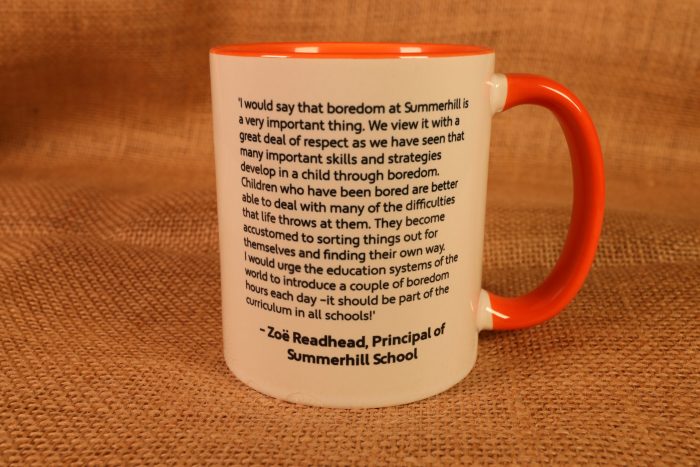 'I would say that boredom at Summerhill is
a very important thing. We view it with a
great deal of respect as we have seen that
many important skills and strategies
develop in a child through boredom.
Children who have been bored are better
able to deal with many of the difficulties
that life throws at them. They become
accustomed to sorting things out for
themselves and finding their own way.
I would urge the education systems of the
world to introduce a couple of boredom
hours each day –it should be part of the
curriculum in all schools!'
– Zoë Readhead, Principal of
Summerhill School